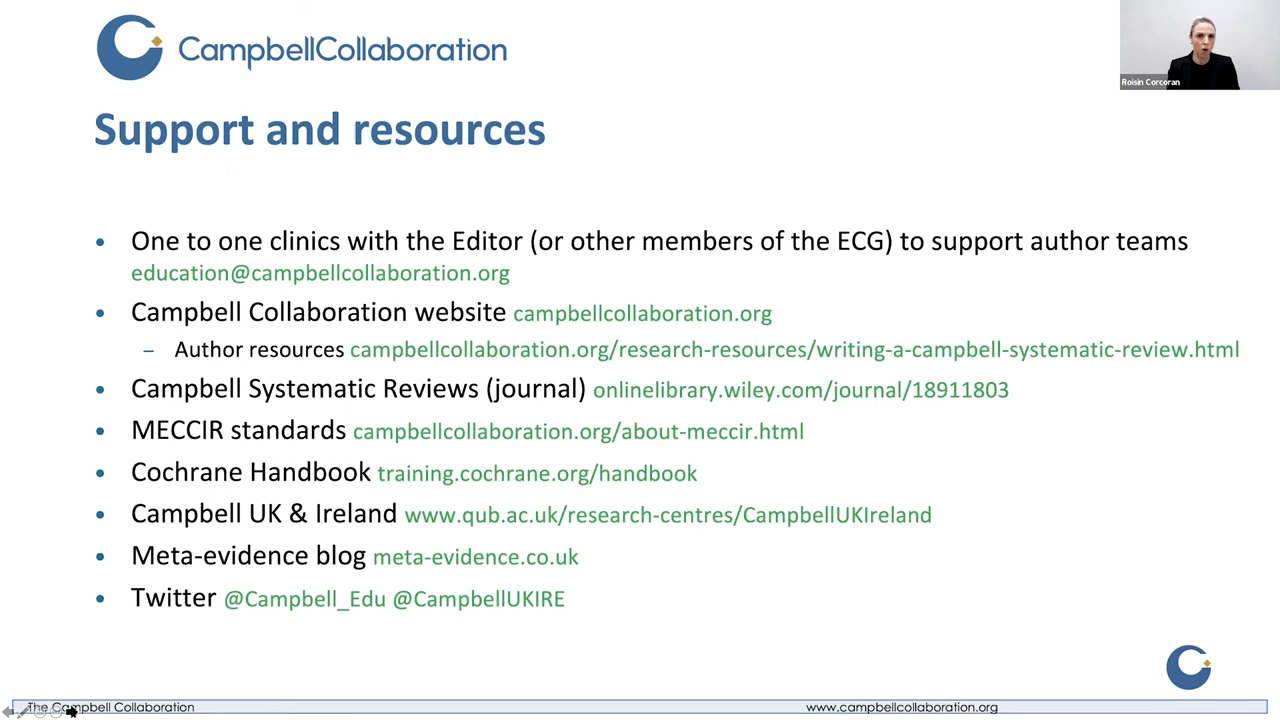 CampbellCollaboration
Roisin Corcoran
Support and resources
• One to one clinics with the Editor (or other members of the ECG) to support author teams
education@campbellcollaboration.org
• Campbell Collaboration website campbellcollaboration.org
– Author resources campbellcollaboration.org/research-resources/writing-a-campbell-systematic-review.html
• Campbell Systematic Reviews (journal) onlinelibrary.wiley.com/journal/18911803
• MECCIR standards campbellcollaboration.org/about-meccir.html
• Cochrane Handbook training.cochrane.org/handbook
• Campbell UK & Ireland www.qub.ac.uk/research-centres/CampbellUKIreland
• Meta-evidence blog meta-evidence.co.uk
• Twitter @Campbell_Edu @CampbellUKIRE
The Campbell Collaboration www.campbellcollaboration.org